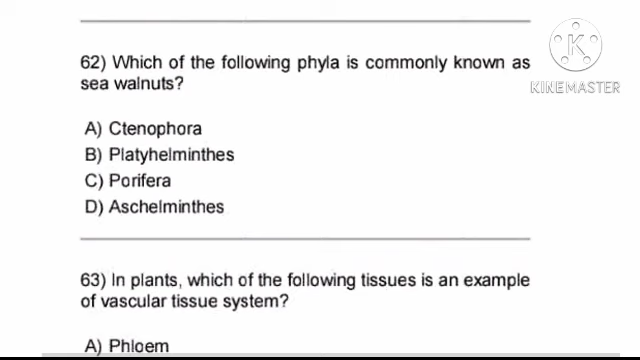 62) Which of the following phyla is commonly known as
sea walnuts?
A) Ctenophora
B) Platyhelminthes
C) Porifera
D) Aschelminthes
63) In plants, which of the following tissues is an example
of vascular tissue system?
A) Phloem
K
KINEMASTER